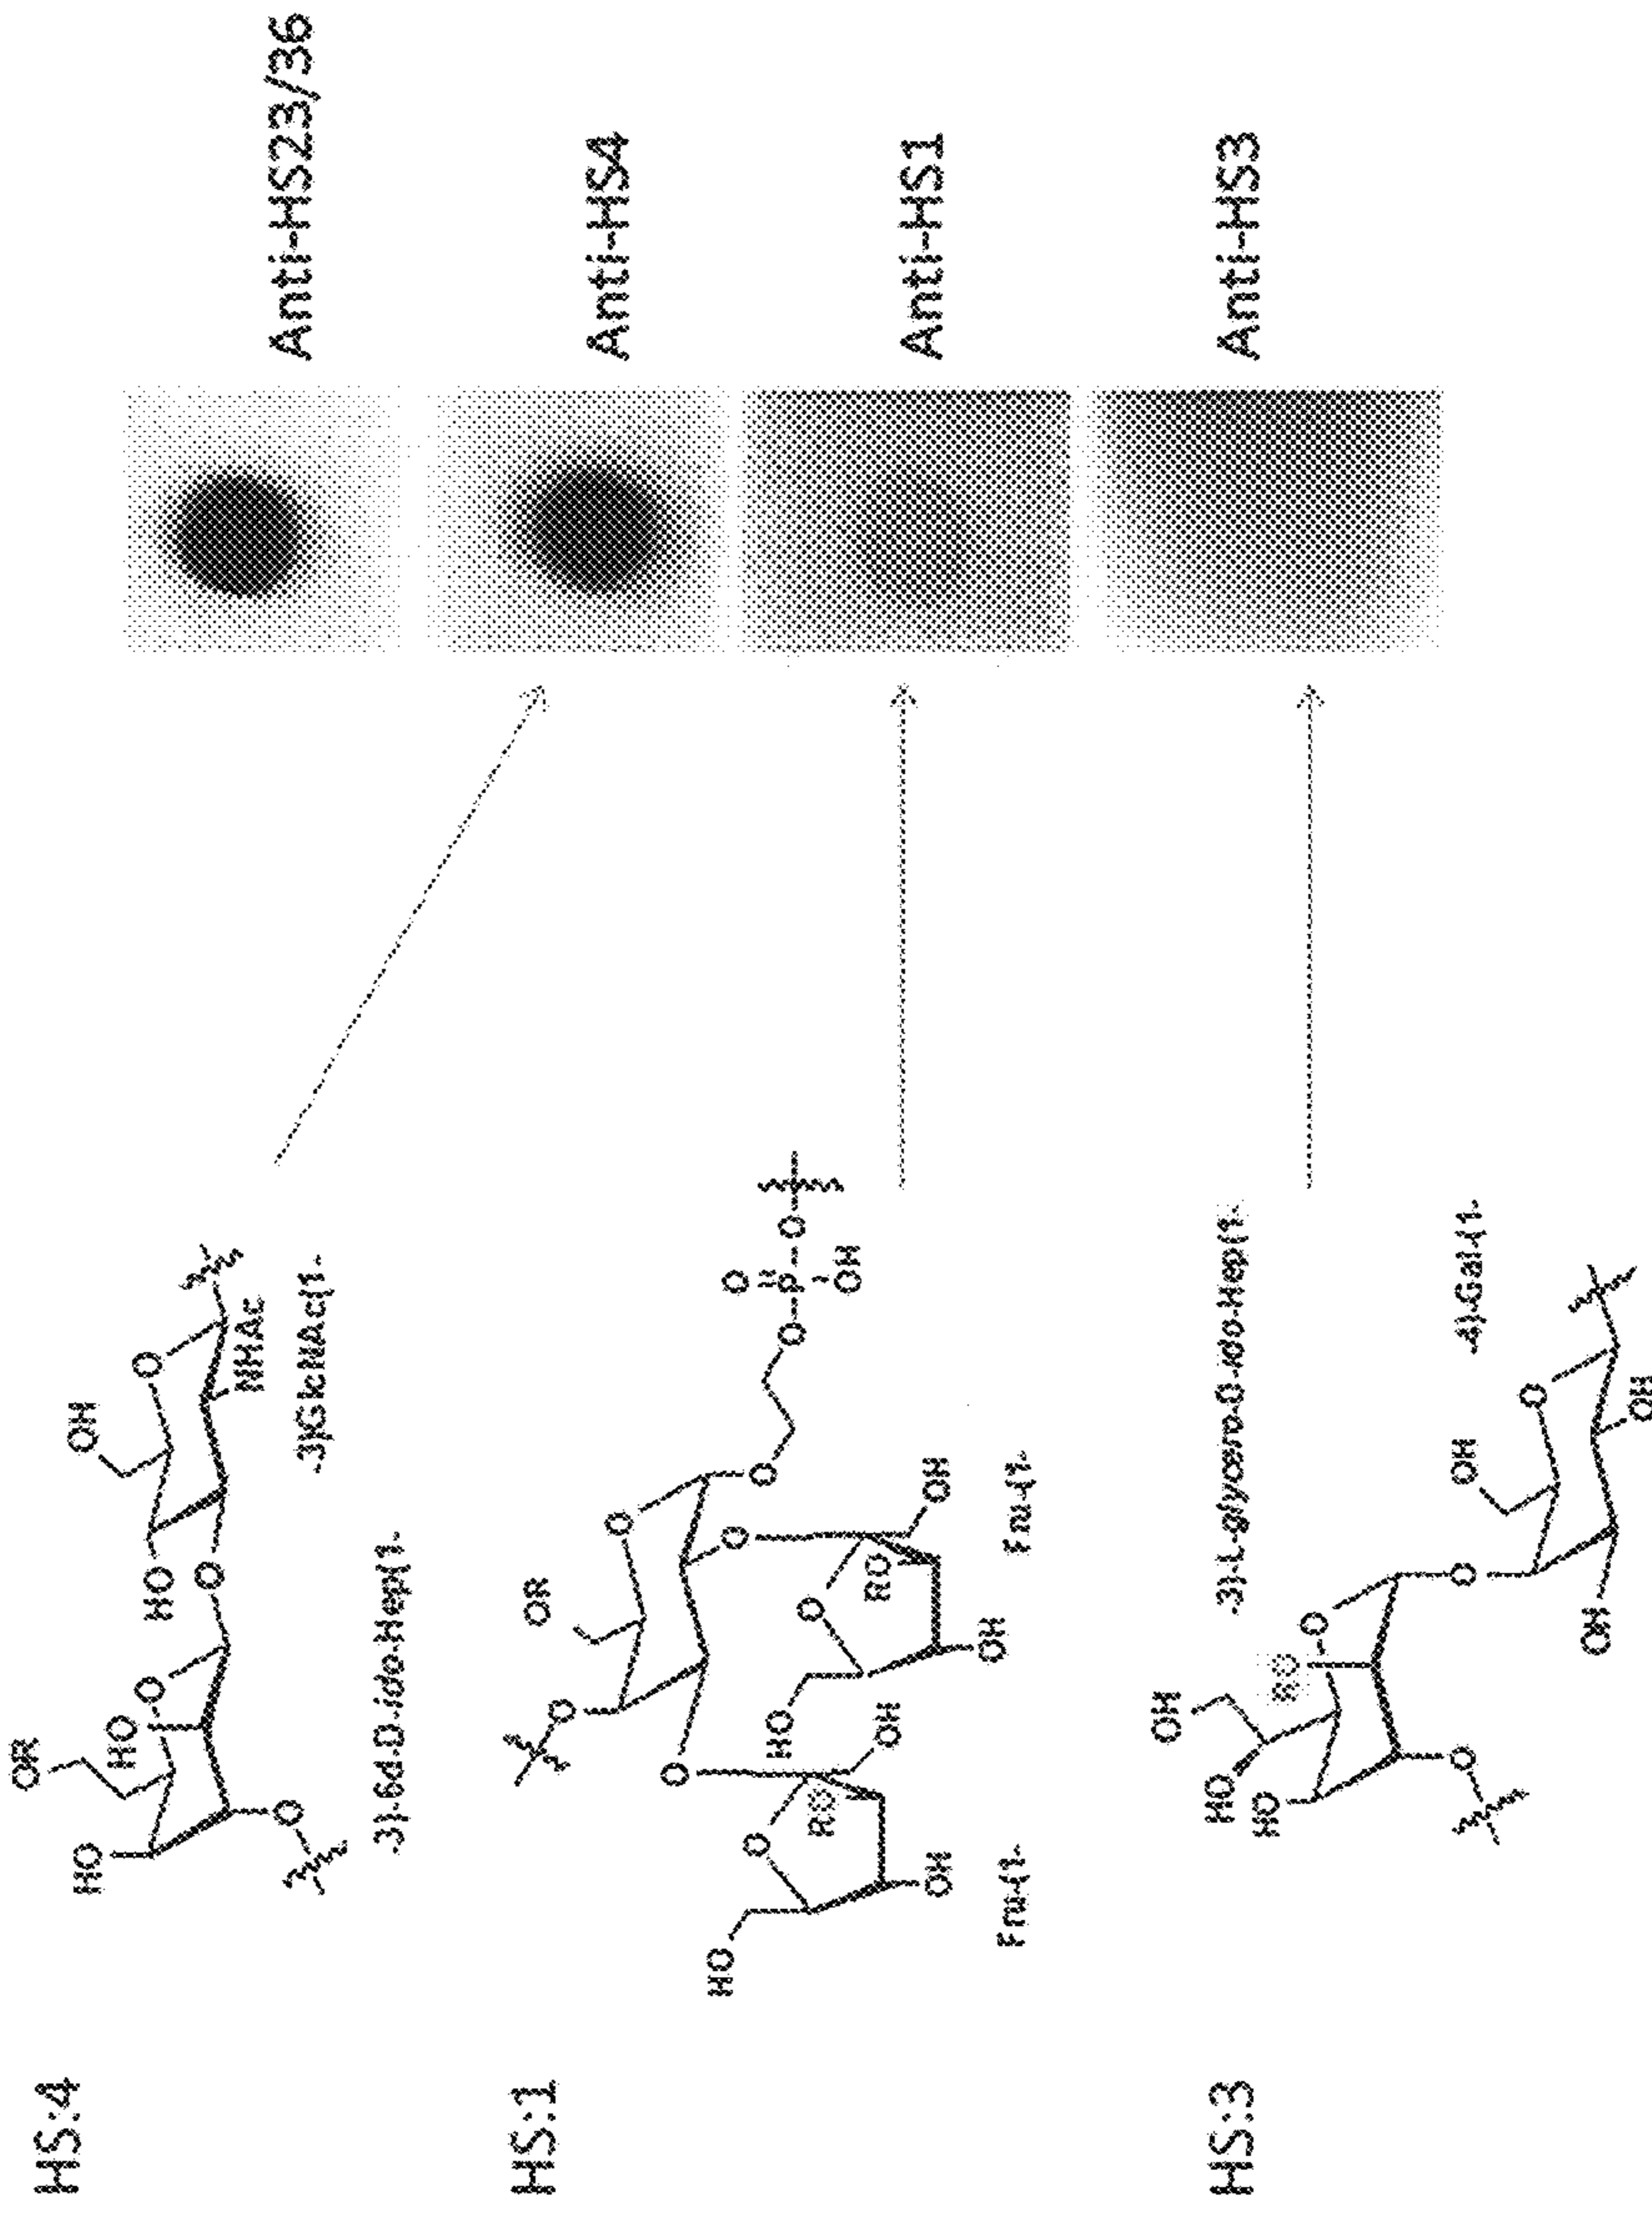 HS:4
OR
OH
HO
HO
O
HO
O
O
NHAc
O
-3)GlcNAc(1-
-3)-6d-D-ido-Hep(1-
Anti-HS23/36
Anti-HS4
HS:1
OR
O
O
O
O
O
HO
O
HO
O
O
O-P-O
OH
RO
RO
OH
OH
OH
OH
Fru-(1-
Fru-(1-
Anti-HS1
HS:3
OH
HO
HO
RO
O
-3)-L-glycero-D-ido-Hep(1-
O
O
OH
O
-4)-Gal-(1-
OH
OH
Anti-HS3